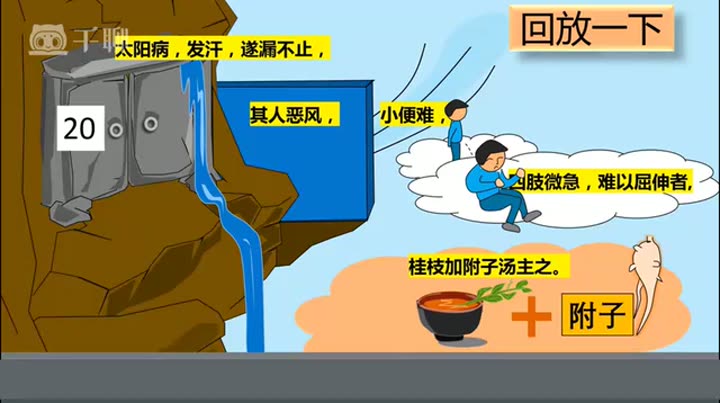 千聊
回放一下
太阳病，发汗，遂漏不止，
20
其人恶风，
小便难，
四肢微急，难以屈伸者,
桂枝加附子汤主之。
附子